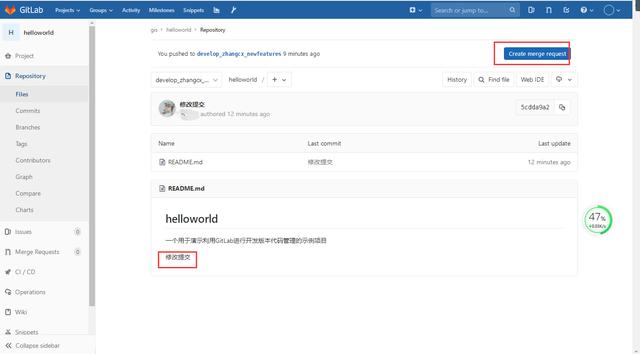 GitLab Projects Groups Activity Milestones Snippets Search or jump to...
H helloworld
Project
Repository
Files
Commits
Branches
Tags
Contributors
Graph
Compare
Charts
Issues 0
Merge Requests 0
CI / CD
Operations
Wiki
Snippets
Collapse sidebar
gis > helloworld > Repository
You pushed to develop_zhangcx_newfeatures 9 minutes ago Create merge request
develop_zhangcx_... helloworld / + History Find file Web IDE
修改提交 5cdda9a2
authored 12 minutes ago
Name Last commit Last update
README.md 修改提交 12 minutes ago
README.md
helloworld
一个用于演示利用GitLab进行开发版本代码管理的示例项目
修改提交
47%